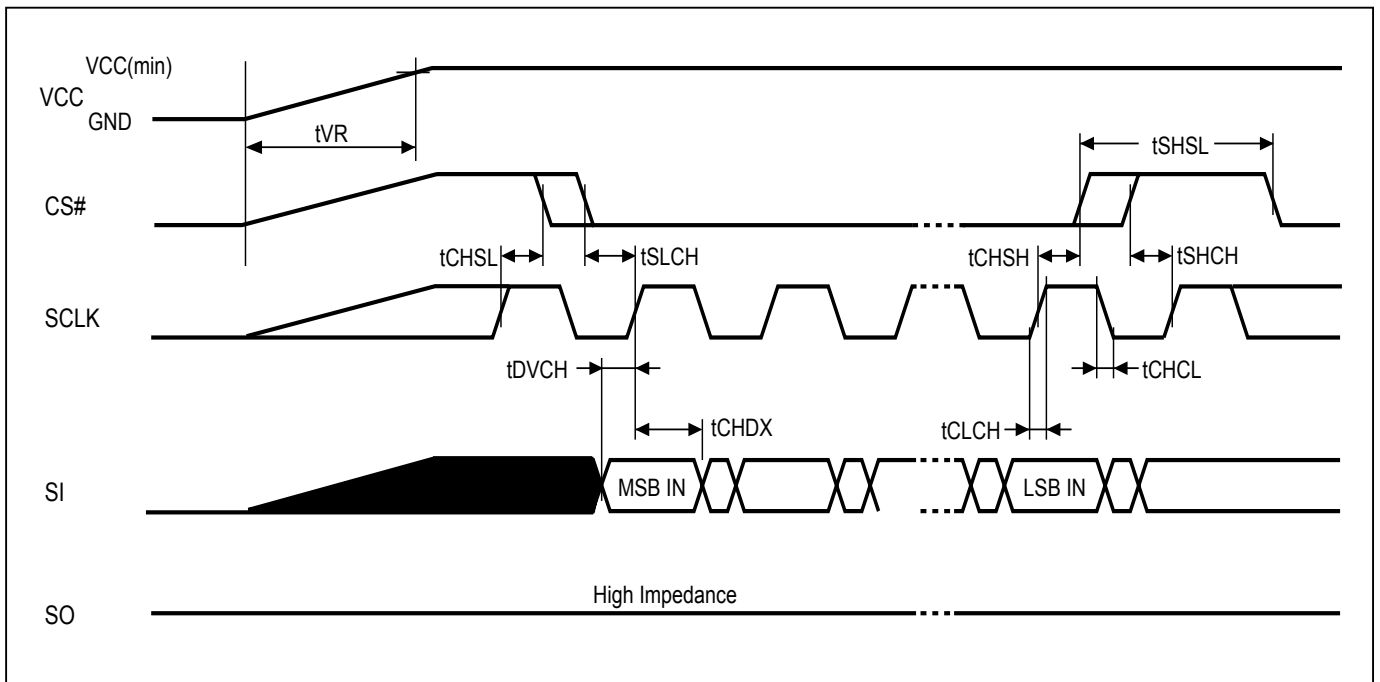 VCC(min)
VCC
GND
tVR
tSHSL
CS#
tCHSL
tSLCH
tCHSH
tSHCH
SCLK
tDVCH
tCHCL
tCHDX
tCLCH
SI
MSB IN
LSB IN
High Impedance
SO